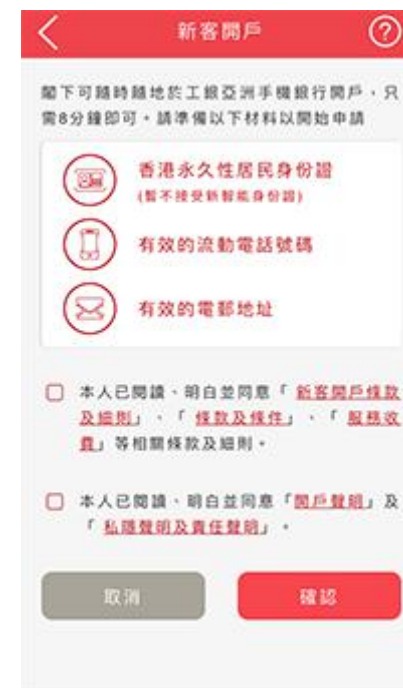 新客開戶
閣下可隨時隨地於工銀亞洲手機銀行開戶，只
需8分鐘即可。請準備以下材料以開始申請
香港永久性居民身份證
(暫不接受新智能身份證)
有效的流動電話號碼
有效的電郵地址
本人已閱讀、明白並同意「 新客開戶條款
及細則」、「 條款及條件」、「 服務收
費」等相關條款及細則。
本人已閱讀、明白並同意「開戶聲明」及
「 私隱聲明及責任聲明」。
取消
確認